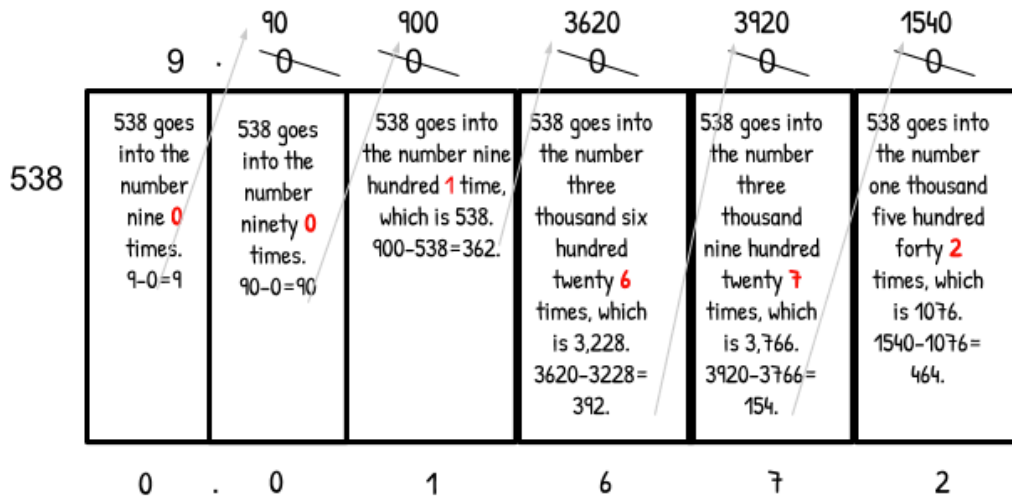 90 900 3620 3920 1540
9 . 0 0 0 0 0
538
538 goes
into the
number
nine 0
times.
9-0=9
538 goes
into the
number
ninety 0
times.
90-0=90
538 goes into
the number nine
hundred 1 time,
which is 538.
900-538=362.
538 goes into
the number
three
thousand six
hundred
twenty 6
times, which
is 3,228.
3620-3228=
392.
538 goes into
the number
three
thousand
nine hundred
twenty 7
times, which
is 3,766.
3920-3766=
154.
538 goes into
the number
one thousand
five hundred
forty 2
times, which
is 1076.
1540-1076=
464.
0 . 0 1 6 7 2